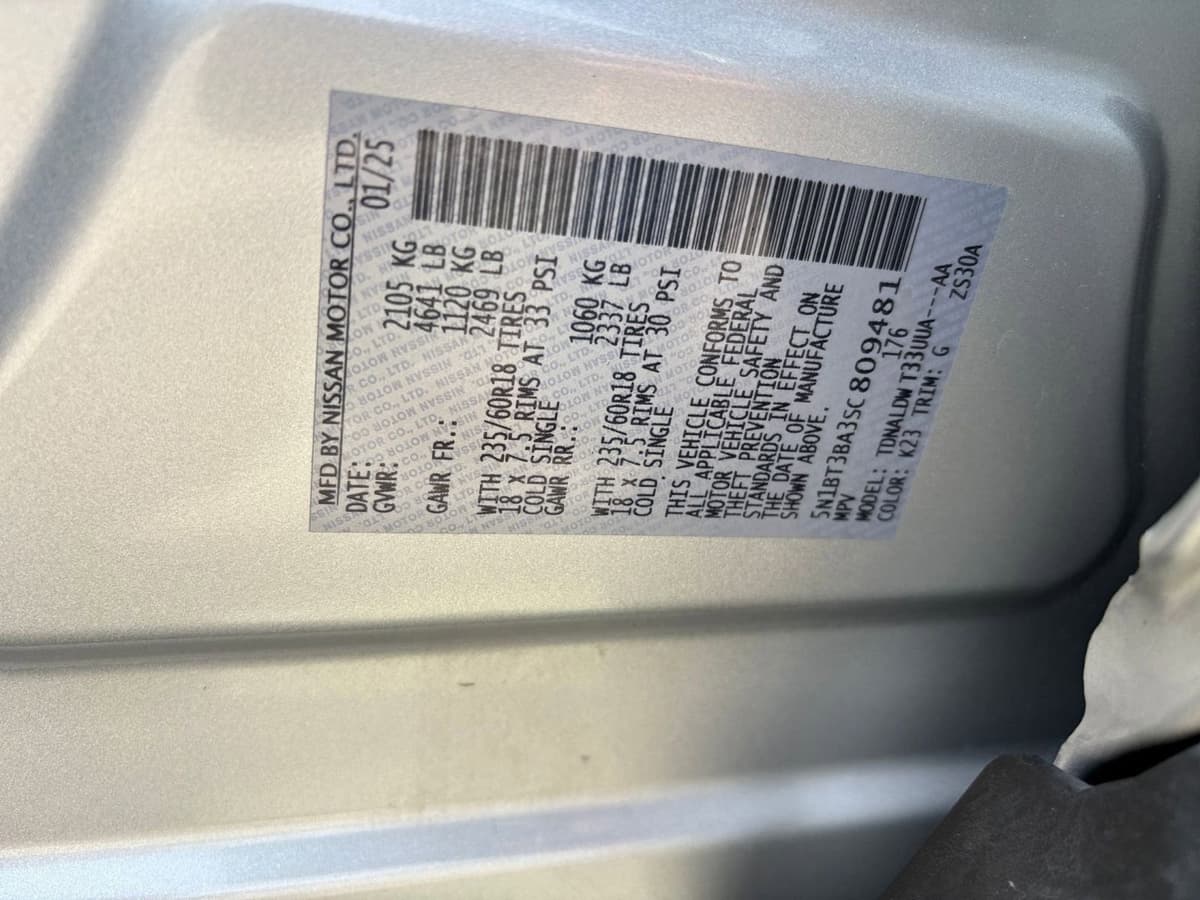 MFD BY NISSAN MOTOR CO., LTD.
DATE: 01/25
GVWR: 2105 KG
4641 LB
GAWR FR.: 1120 KG
2469 LB
WITH 235/60R18 TIRES
18 X 7.5 RIMS AT 33 PSI
COLD SINGLE
GAWR RR.: 1060 KG
2337 LB
WITH 235/60R18 TIRES
18 X 7.5 RIMS AT 30 PSI
COLD SINGLE
THIS VEHICLE CONFORMS TO
ALL APPLICABLE FEDERAL
MOTOR VEHICLE SAFETY AND
THEFT PREVENTION
STANDARDS IN EFFECT ON
THE DATE OF MANUFACTURE
SHOWN ABOVE.
5N1BT3BA3SC809481
MPV 176
MODEL: TDNALDW T33UUA---AA
COLOR: K23 TRIM: G ZS30A